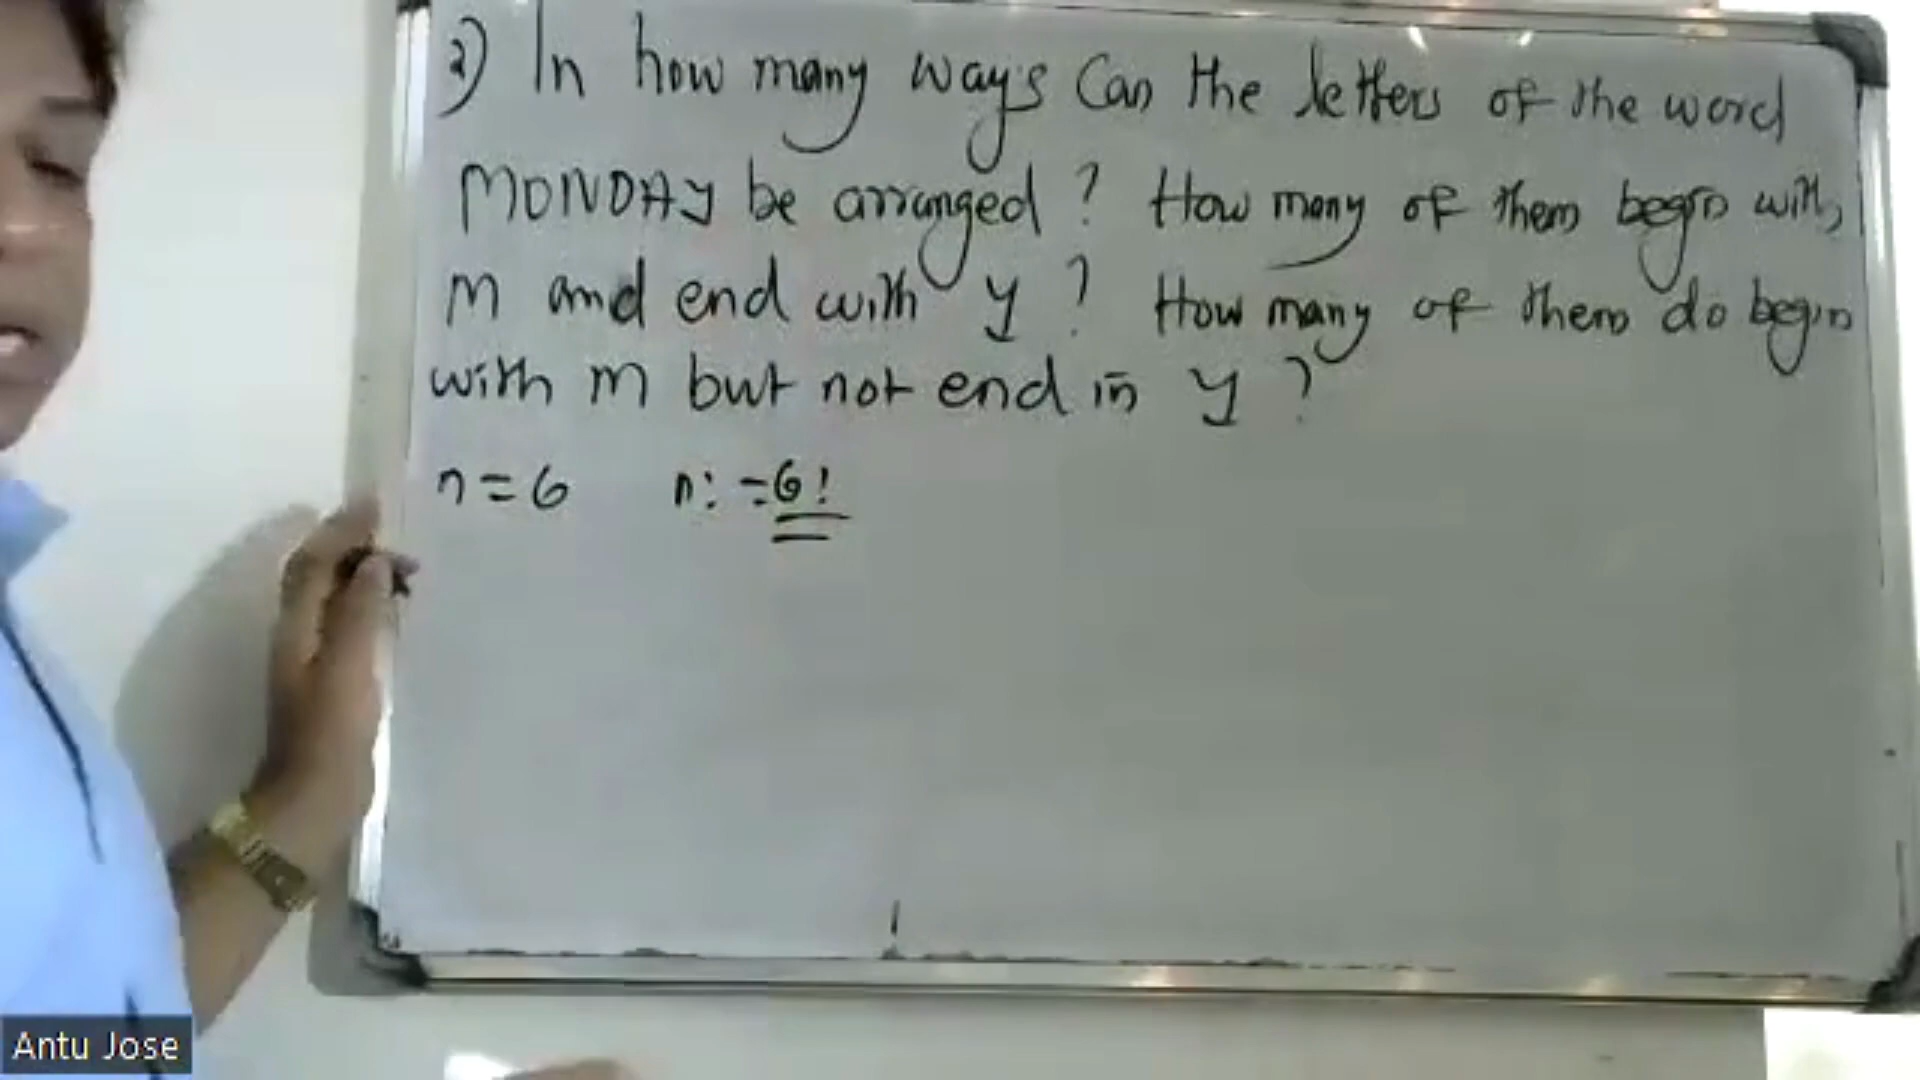 2) In how many ways Can the letters of the word
MONDAY be arranged ? How many of them begin with
M and end with y ? How many of them do begin
with M but not end in y ?
n = 6 n! = 6!
Antu Jose